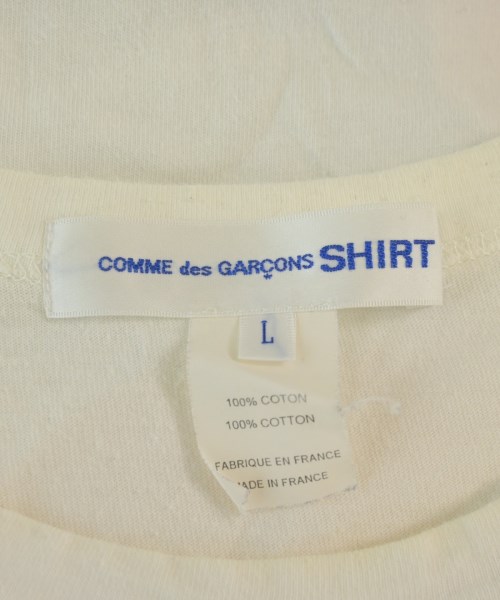 COMME des GARÇONS SHIRT
L
100% COTON
100% COTTON
FABRIQUE EN FRANCE
MADE IN FRANCE